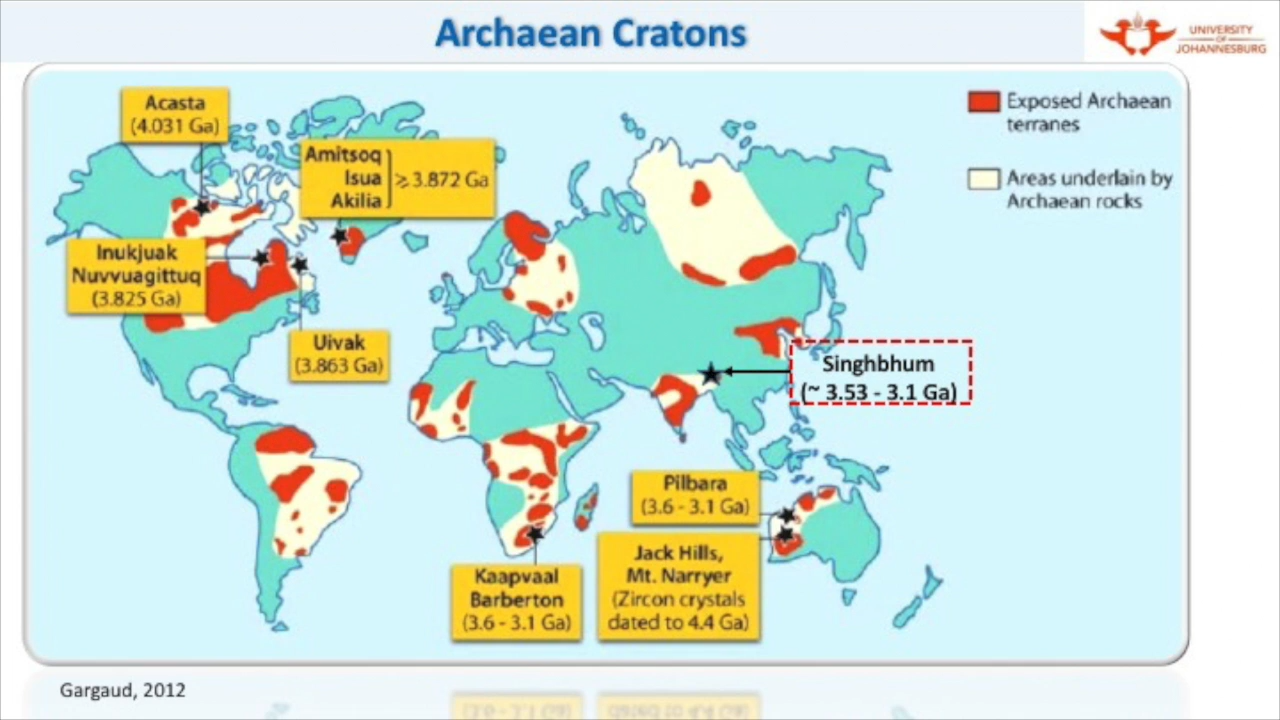 Archaean Cratons
UNIVERSITY
OF
JOHANNESBURG
Acasta
(4.031 Ga)
Amitsoq
Isua
Akilia
⩾3.872 Ga
Exposed Archaean
terranes
Areas underlain by
Archaean rocks
Inukjuak
Nuvvuagittuq
(3.825 Ga)
Uivak
(3.863 Ga)
Singhbhum
(~ 3.53 - 3.1 Ga)
Pilbara
(3.6 - 3.1 Ga)
Jack Hills,
Mt. Narryer
(Zircon crystals
dated to 4.4 Ga)
Kaapvaal
Barberton
(3.6 - 3.1 Ga)
Gargaud, 2012